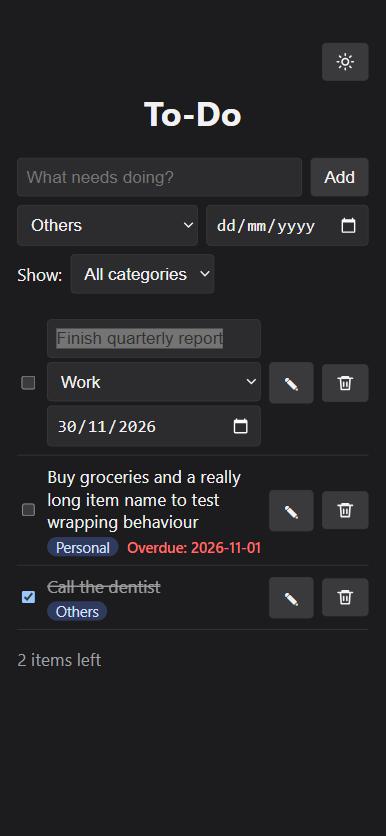 To-Do
What needs doing?
Add
Others
dd/mm/yyyy
Show:
All categories
Finish quarterly report
Work
30/11/2026
Buy groceries and a really
long item name to test
wrapping behaviour
Personal
Overdue: 2026-11-01
Call the dentist
Others
2 items left